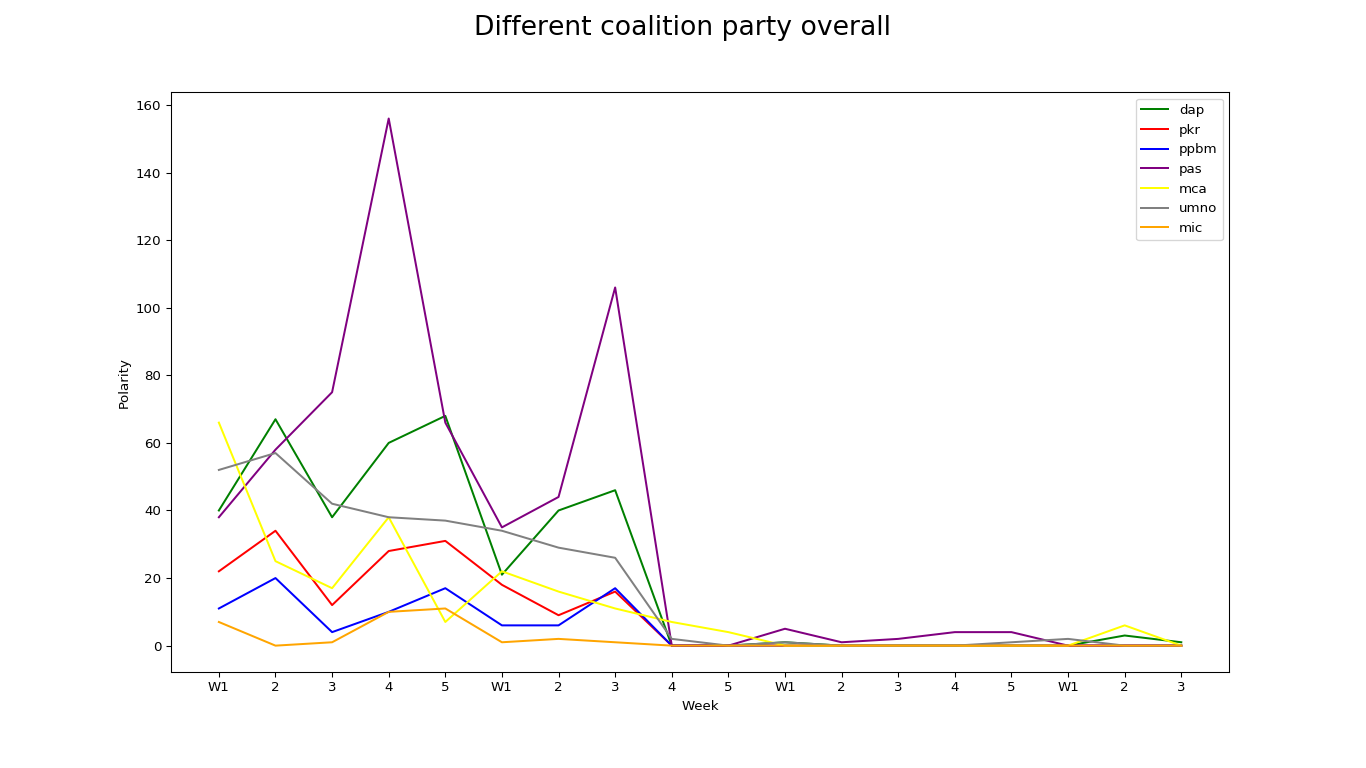 Different coalition party overall
160
140
120
100
80
60
40
20
0
Polarity
dap
pkr
ppbm
pas
mca
umno
mic
W1 2 3 4 5 W1 2 3 4 5 W1 2 3 4 5 W1 2 3
Week